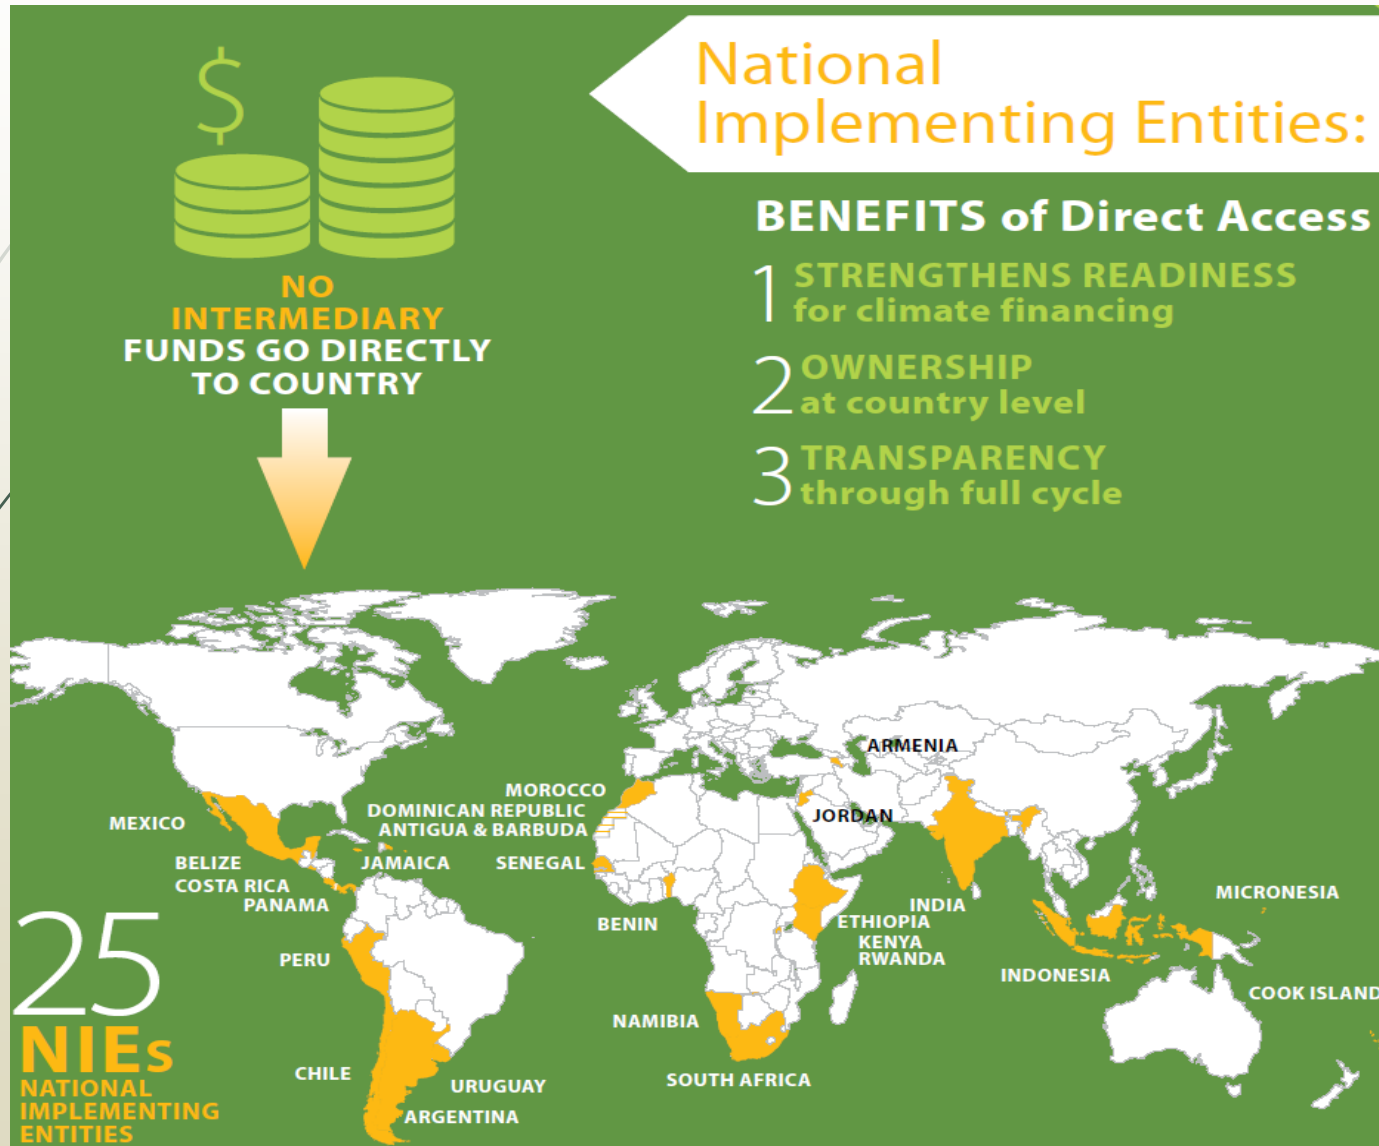 $
National
Implementing Entities:
BENEFITS of Direct Access
1 STRENGTHENS READINESS
for climate financing
2 OWNERSHIP
at country level
3 TRANSPARENCY
through full cycle
NO
INTERMEDIARY
FUNDS GO DIRECTLY
TO COUNTRY
ARMENIA
MOROCCO
DOMINICAN REPUBLIC
ANTIGUA & BARBUDA
JORDAN
MEXICO
BELIZE
JAMAICA
SENEGAL
COSTA RICA
PANAMA
MICRONESIA
INDIA
BENIN
ETHIOPIA
KENYA
RWANDA
PERU
INDONESIA
COOK ISLAND
NAMIBIA
CHILE
URUGUAY
SOUTH AFRICA
ARGENTINA
25
NIEs
NATIONAL
IMPLEMENTING
ENTITIES